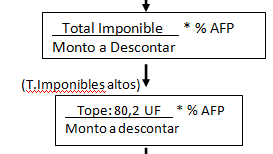 Total Imponible * % AFP
Monto a Descontar
(T.Imponibles altos)
Tope:80,2 UF * % AFP
Monto a descontar